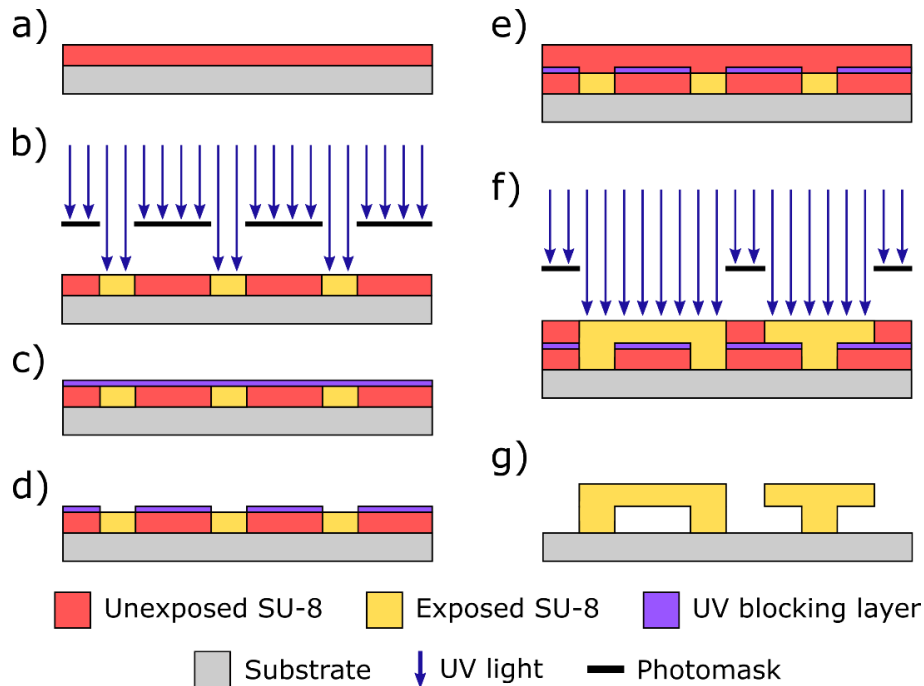 a)
b)
c)
d)
e)
f)
g)
Unexposed SU-8
Exposed SU-8
UV blocking layer
Substrate
UV light
Photomask